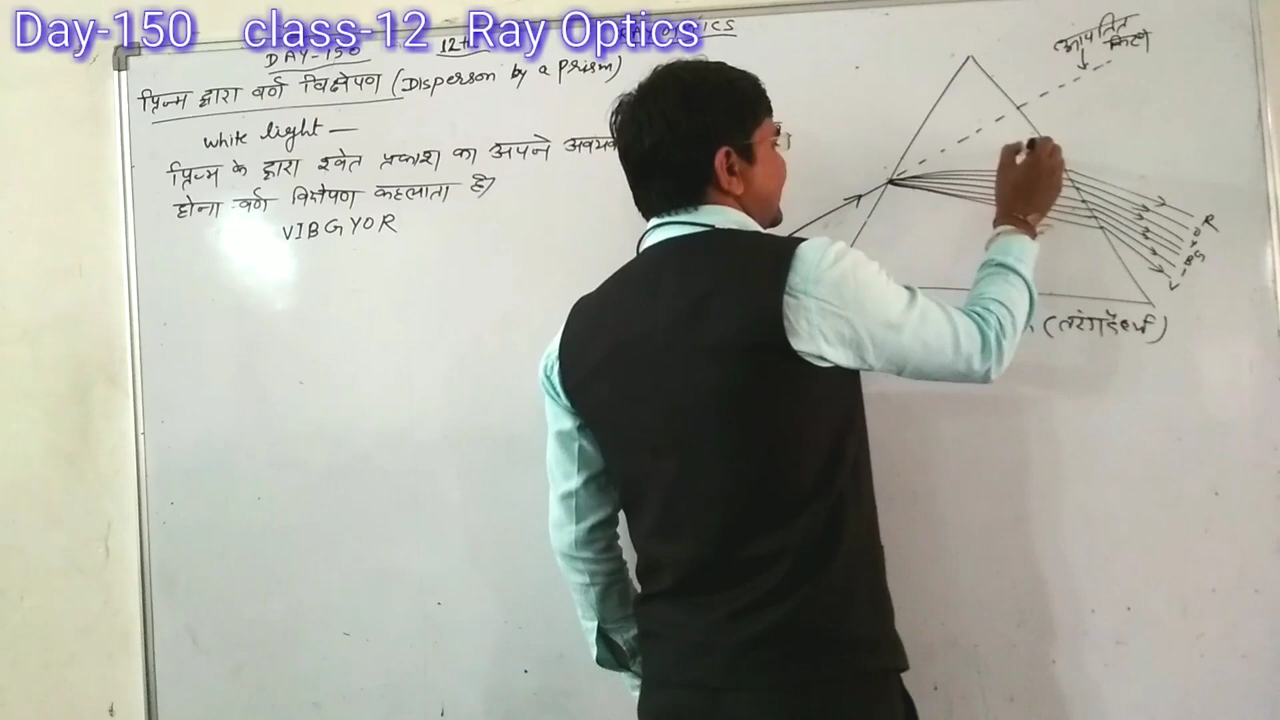 Day-150 class-12 Ray Optics
DAY-150 12th
प्रिज्म द्वारा वर्ण विक्षेपण (Disperson by a prism)
white light —
प्रिज्म के द्वारा श्वेत प्रकाश का अपने
होना वर्ण विक्षेपण कहलाता है
VIBGYOR
आपतित
किरण
R
O
Y
G
B
I
V
(तरंगदैर्ध्य)